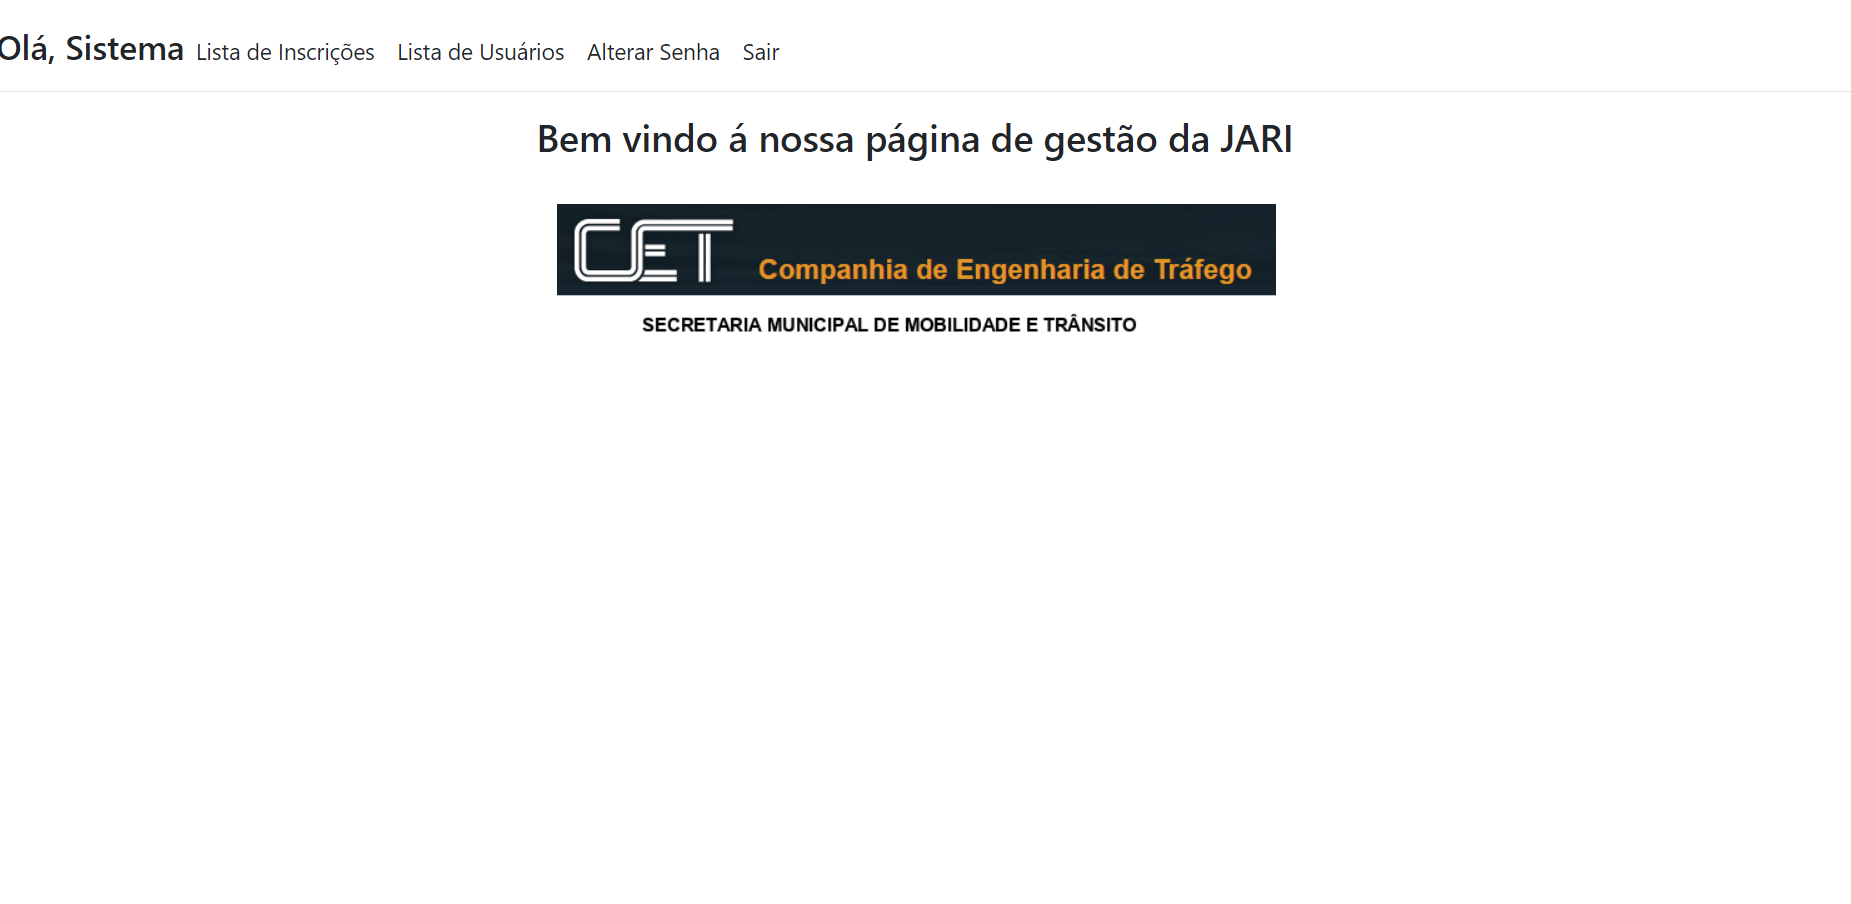 Olá, Sistema Lista de Inscrições Lista de Usuários Alterar Senha Sair
Bem vindo á nossa página de gestão da JARI
CET Companhia de Engenharia de Tráfego
SECRETARIA MUNICIPAL DE MOBILIDADE E TRÂNSITO